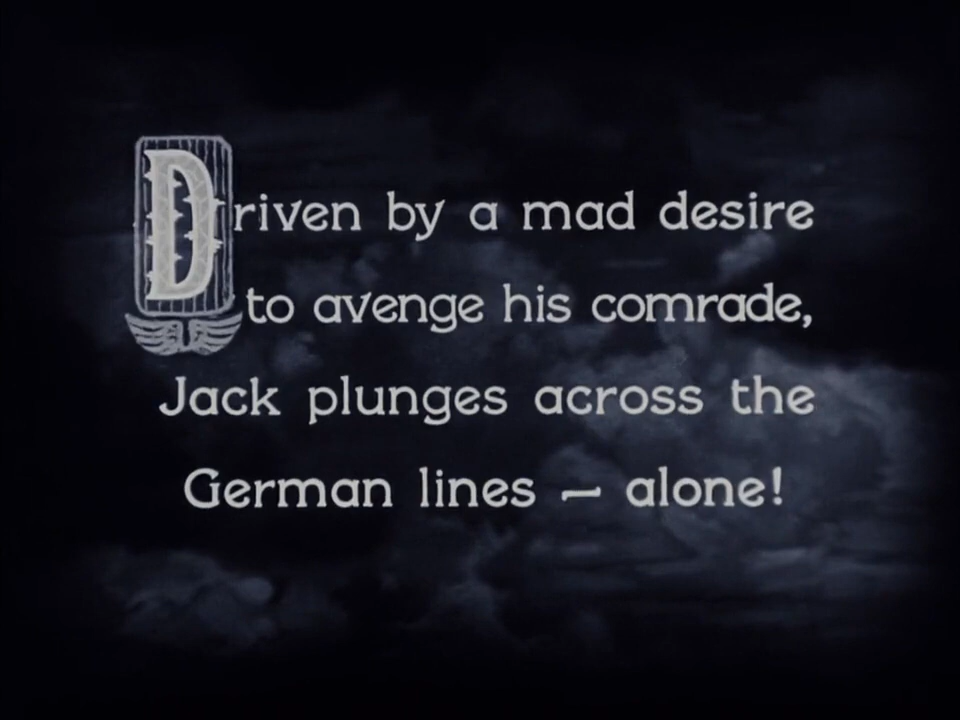 Driven by a mad desire
to avenge his comrade,
Jack plunges across the
German lines — alone!